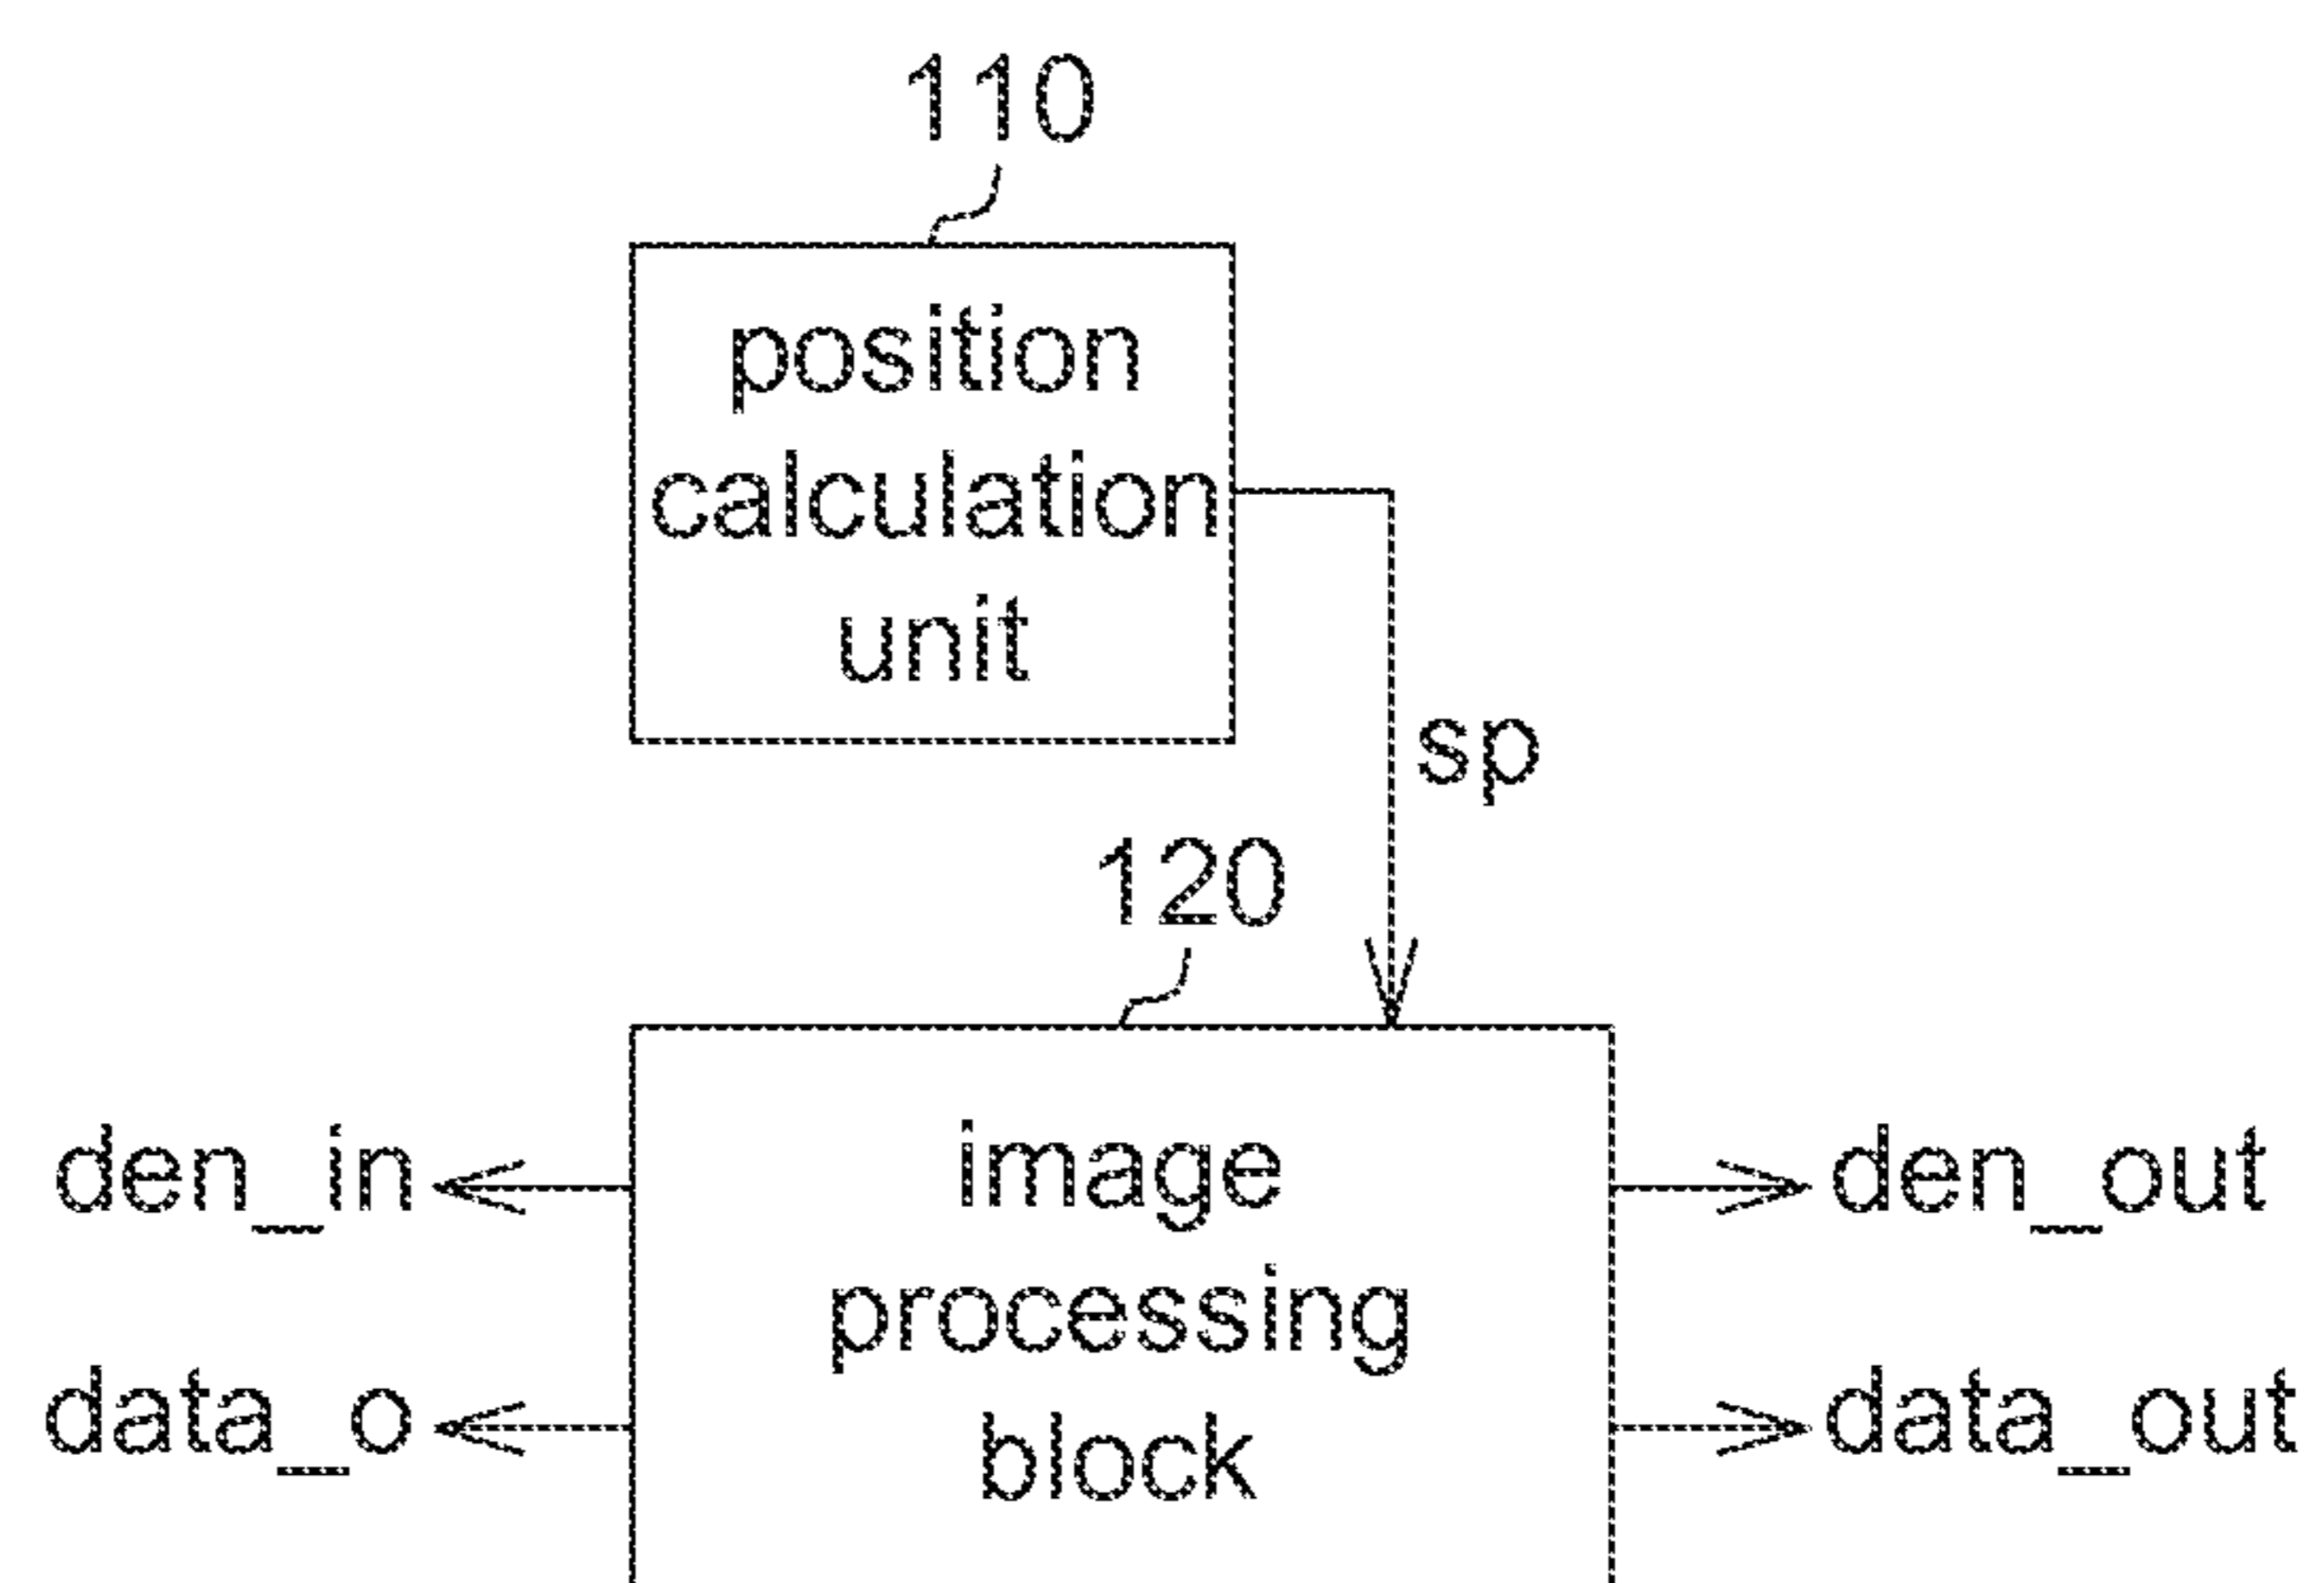 110
position
calculation
unit
sp
120
image
processing
block
den_in
den_out
data_o
data_out